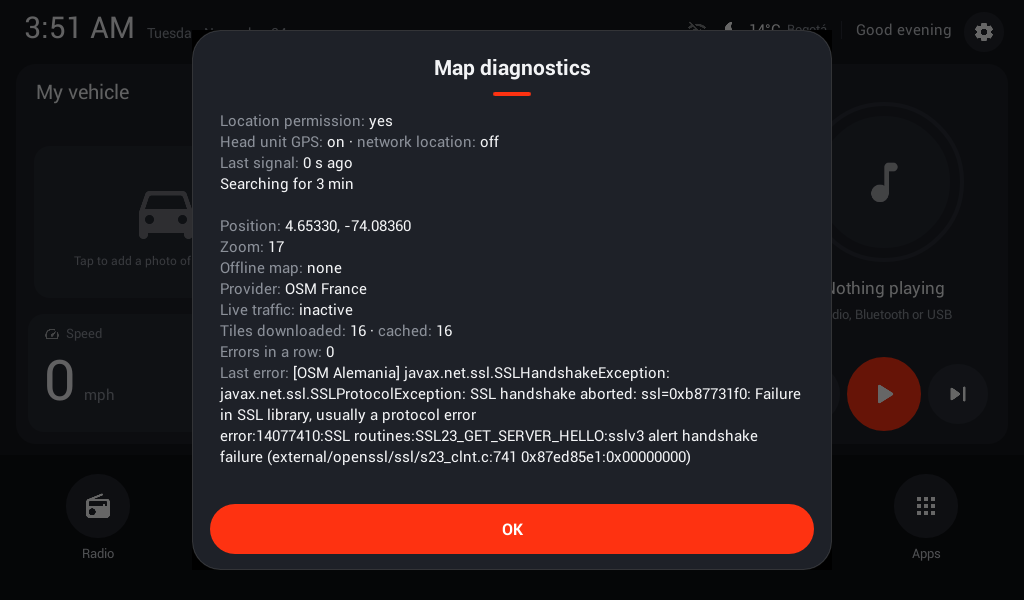 3:51 AM
14°C
Good evening
My vehicle
Map diagnostics
Location permission: yes
Head unit GPS: on · network location: off
Last signal: 0 s ago
Searching for 3 min
Position: 4.65330, -74.08360
Zoom: 17
Offline map: none
Provider: OSM France
Live traffic: inactive
Tiles downloaded: 16 · cached: 16
Errors in a row: 0
Last error: [OSM Alemania] javax.net.ssl.SSLHandshakeException:
javax.net.ssl.SSLProtocolException: SSL handshake aborted: ssl=0xb87731f0: Failure
in SSL library, usually a protocol error
error:14077410:SSL routines:SSL23_GET_SERVER_HELLO:sslv3 alert handshake
failure (external/openssl/ssl/s23_clnt.c:741 0x87ed85e1:0x00000000)
OK
Tap to add a photo of
Speed
0 mph
Nothing playing
Bluetooth or USB
Radio
Apps